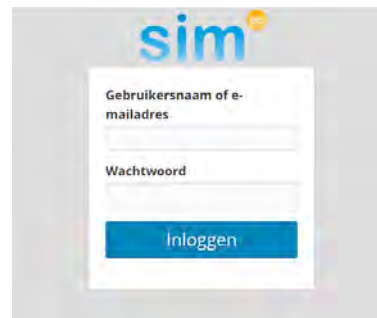 sim
Gebruikersnaam of e-
mailadres
Wachtwoord
Inloggen